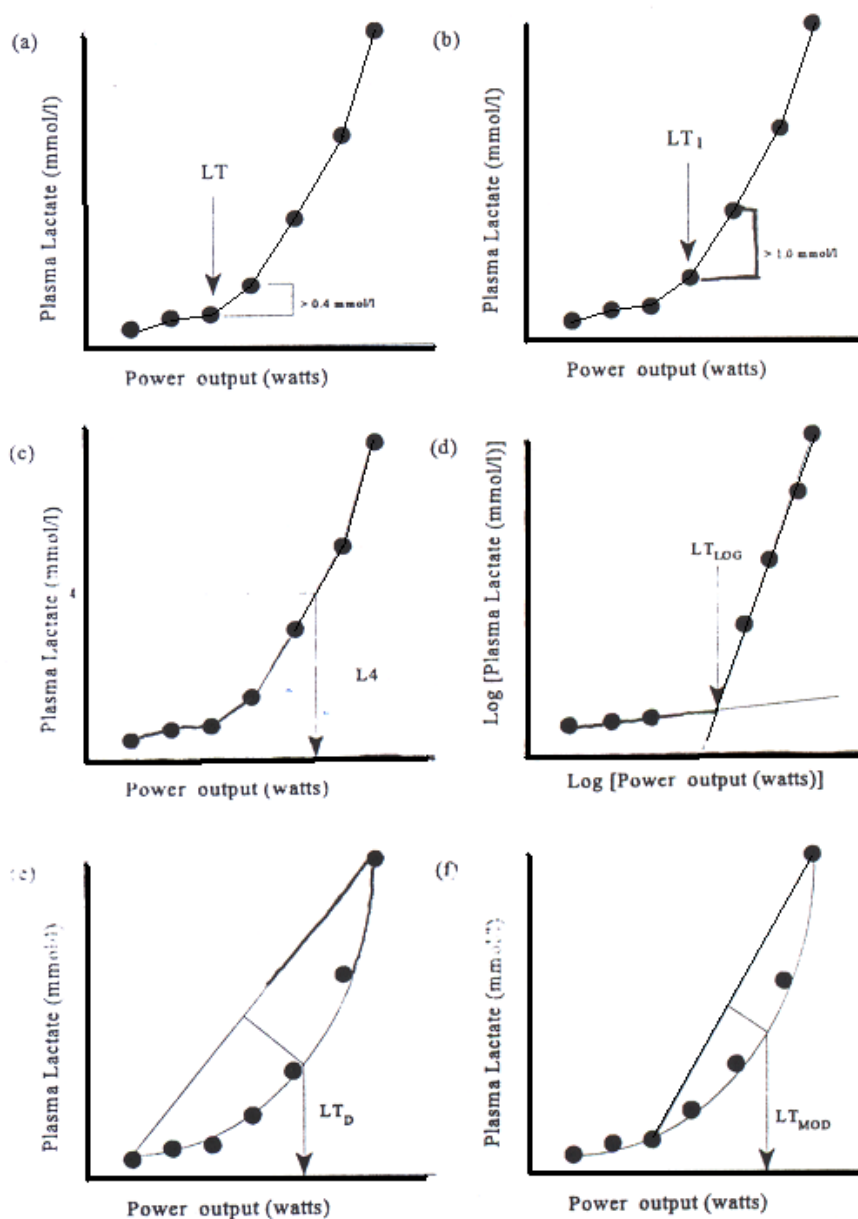 (a)
Plasma Lactate (mmol/l)
LT
> 0.4 mmol/l
Power output (watts)
(b)
Plasma Lactate (mmol/l)
LT1
> 1.0 mmol/l
Power output (watts)
(c)
Plasma Lactate (mmol/l)
4
L4
Power output (watts)
(d)
Log [Plasma Lactate (mmol/l)]
LTLOG
Log [Power output (watts)]
(e)
Plasma Lactate (mmol/l)
LTD
Power output (watts)
(f)
Plasma Lactate (mmol/l)
LTMOD
Power output (watts)